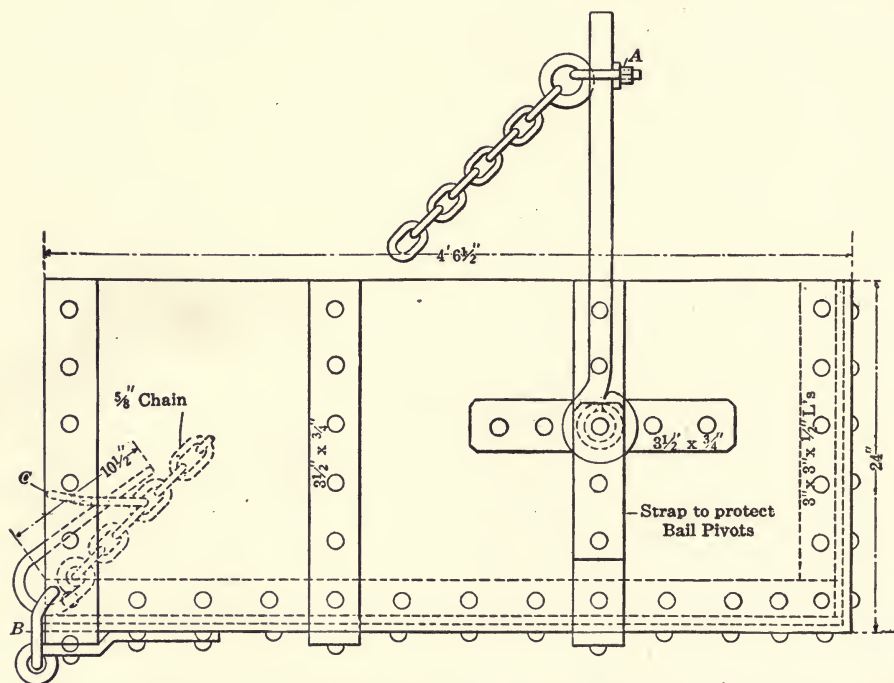 A
4' 6½"
⅝" Chain
10½"
C
3½" x ¾"
3½" x ¾"
3" x 3" x ½" L's
24"
Strap to protect
Bail Pivots
B